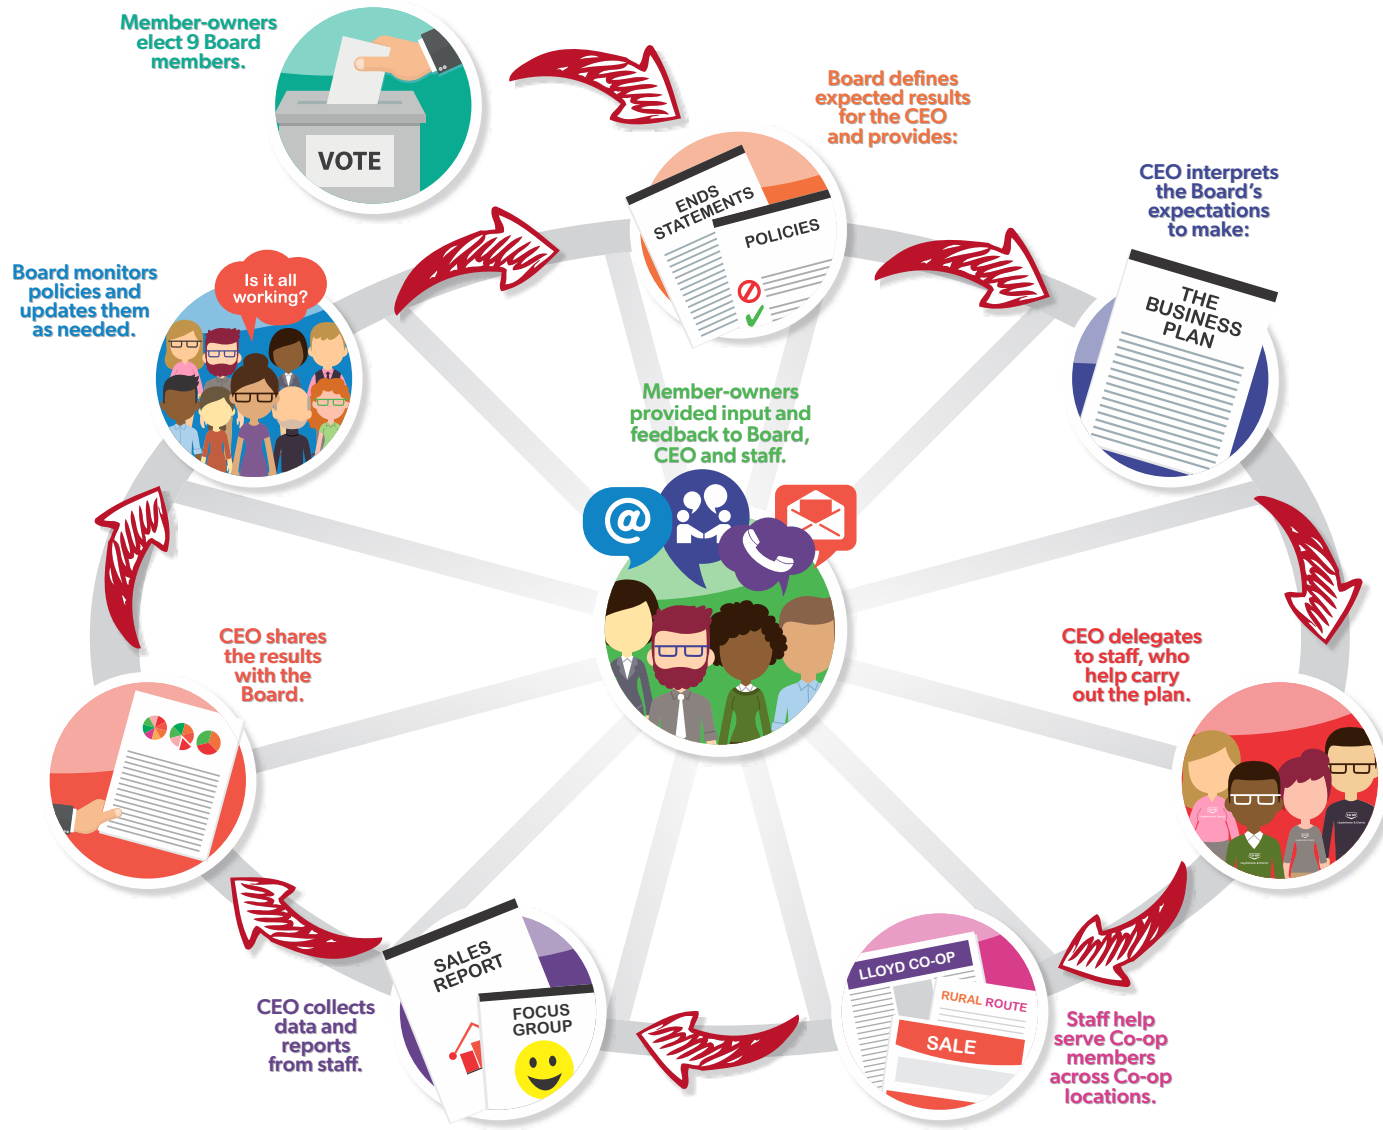 Member-owners
elect 9 Board
members.
VOTE
Board defines
expected results
for the CEO
and provides:
ENDS
STATEMENTS
POLICIES
CEO interprets
the Board's
expectations
to make:
THE
BUSINESS
PLAN
Board monitors
policies and
updates them
as needed.
Is it all
working?
Member-owners
provided input and
feedback to Board,
CEO and staff.
@
CEO shares
the results
with the
Board.
CEO delegates
to staff, who
help carry
out the plan.
SALES
REPORT
FOCUS
GROUP
CEO collects
data and
reports
from staff.
LLOYD CO-OP
RURAL ROUTE
SALE
Staff help
serve Co-op
members
across Co-op
locations.